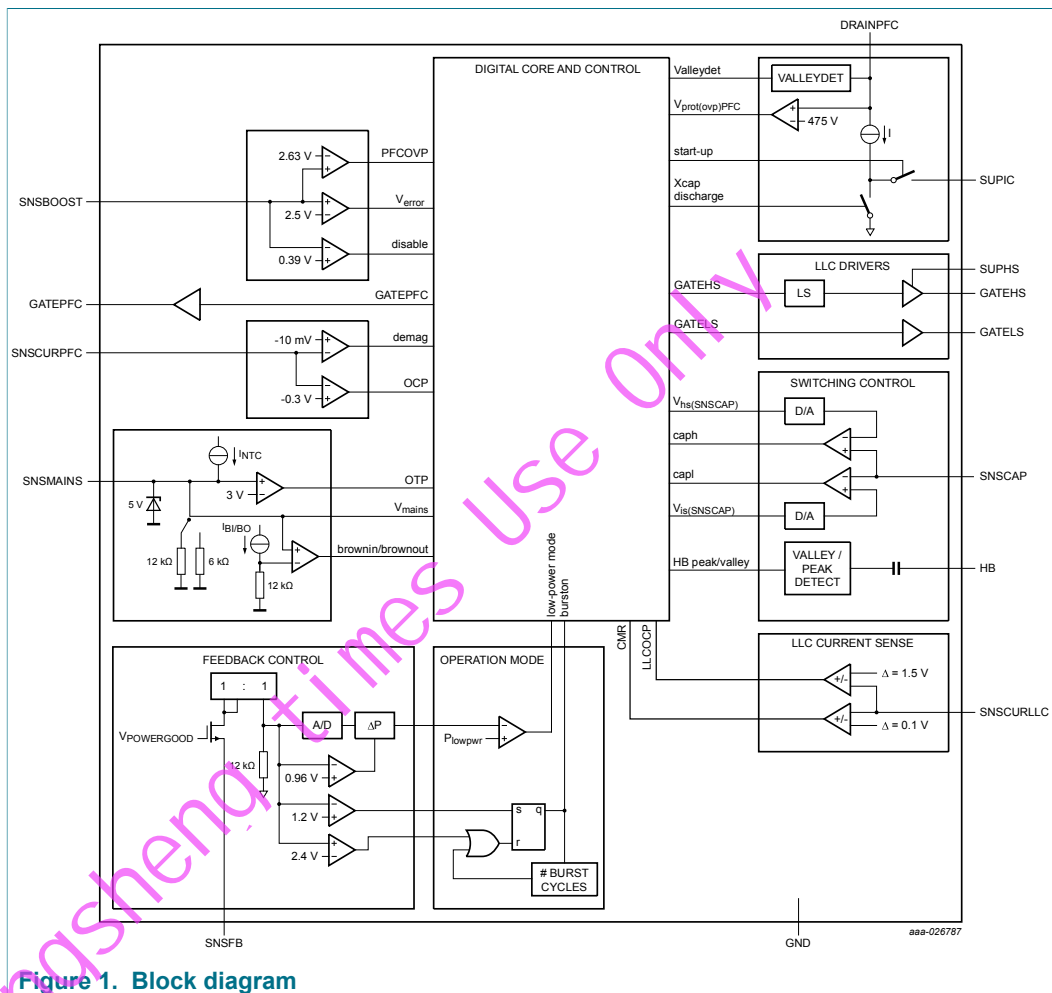 DRAINPFC
DIGITAL CORE AND CONTROL
Valleydet
VALLEYDET
Vprot(ovp)PFC
475 V
I
start-up
SUPIC
Xcap
discharge
PFCOVP
2.63 V
SNSBOOST
Verror
2.5 V
disable
0.39 V
GATEPFC
GATEPFC
SNSCURPFC
-10 mV
demag
OCP
-0.3 V
LLC DRIVERS
SUPHS
GATEHS
LS
GATEHS
GATELS
GATELS
SWITCHING CONTROL
Vhs(SNSCAP)
D/A
caph
capl
SNSCAP
Vis(SNSCAP)
D/A
HB peak/valley
VALLEY /
PEAK
DETECT
HB
INTC
SNSMAINS
OTP
3 V
5 V
Vmains
IBI/BO
12 kΩ
6 kΩ
brownin/brownout
12 kΩ
low-power mode
burston
CMR
LLCOCP
LLC CURRENT SENSE
Δ = 1.5 V
SNSCURLLC
Δ = 0.1 V
FEEDBACK CONTROL
1 : 1
A/D
ΔP
VPOWERGOOD
12 kΩ
0.96 V
1.2 V
2.4 V
OPERATION MODE
Plowpwr
s q
r
# BURST
CYCLES
SNSFB
GND
aaa-026787
Figure 1. Block diagram
ngsheng times Use Only